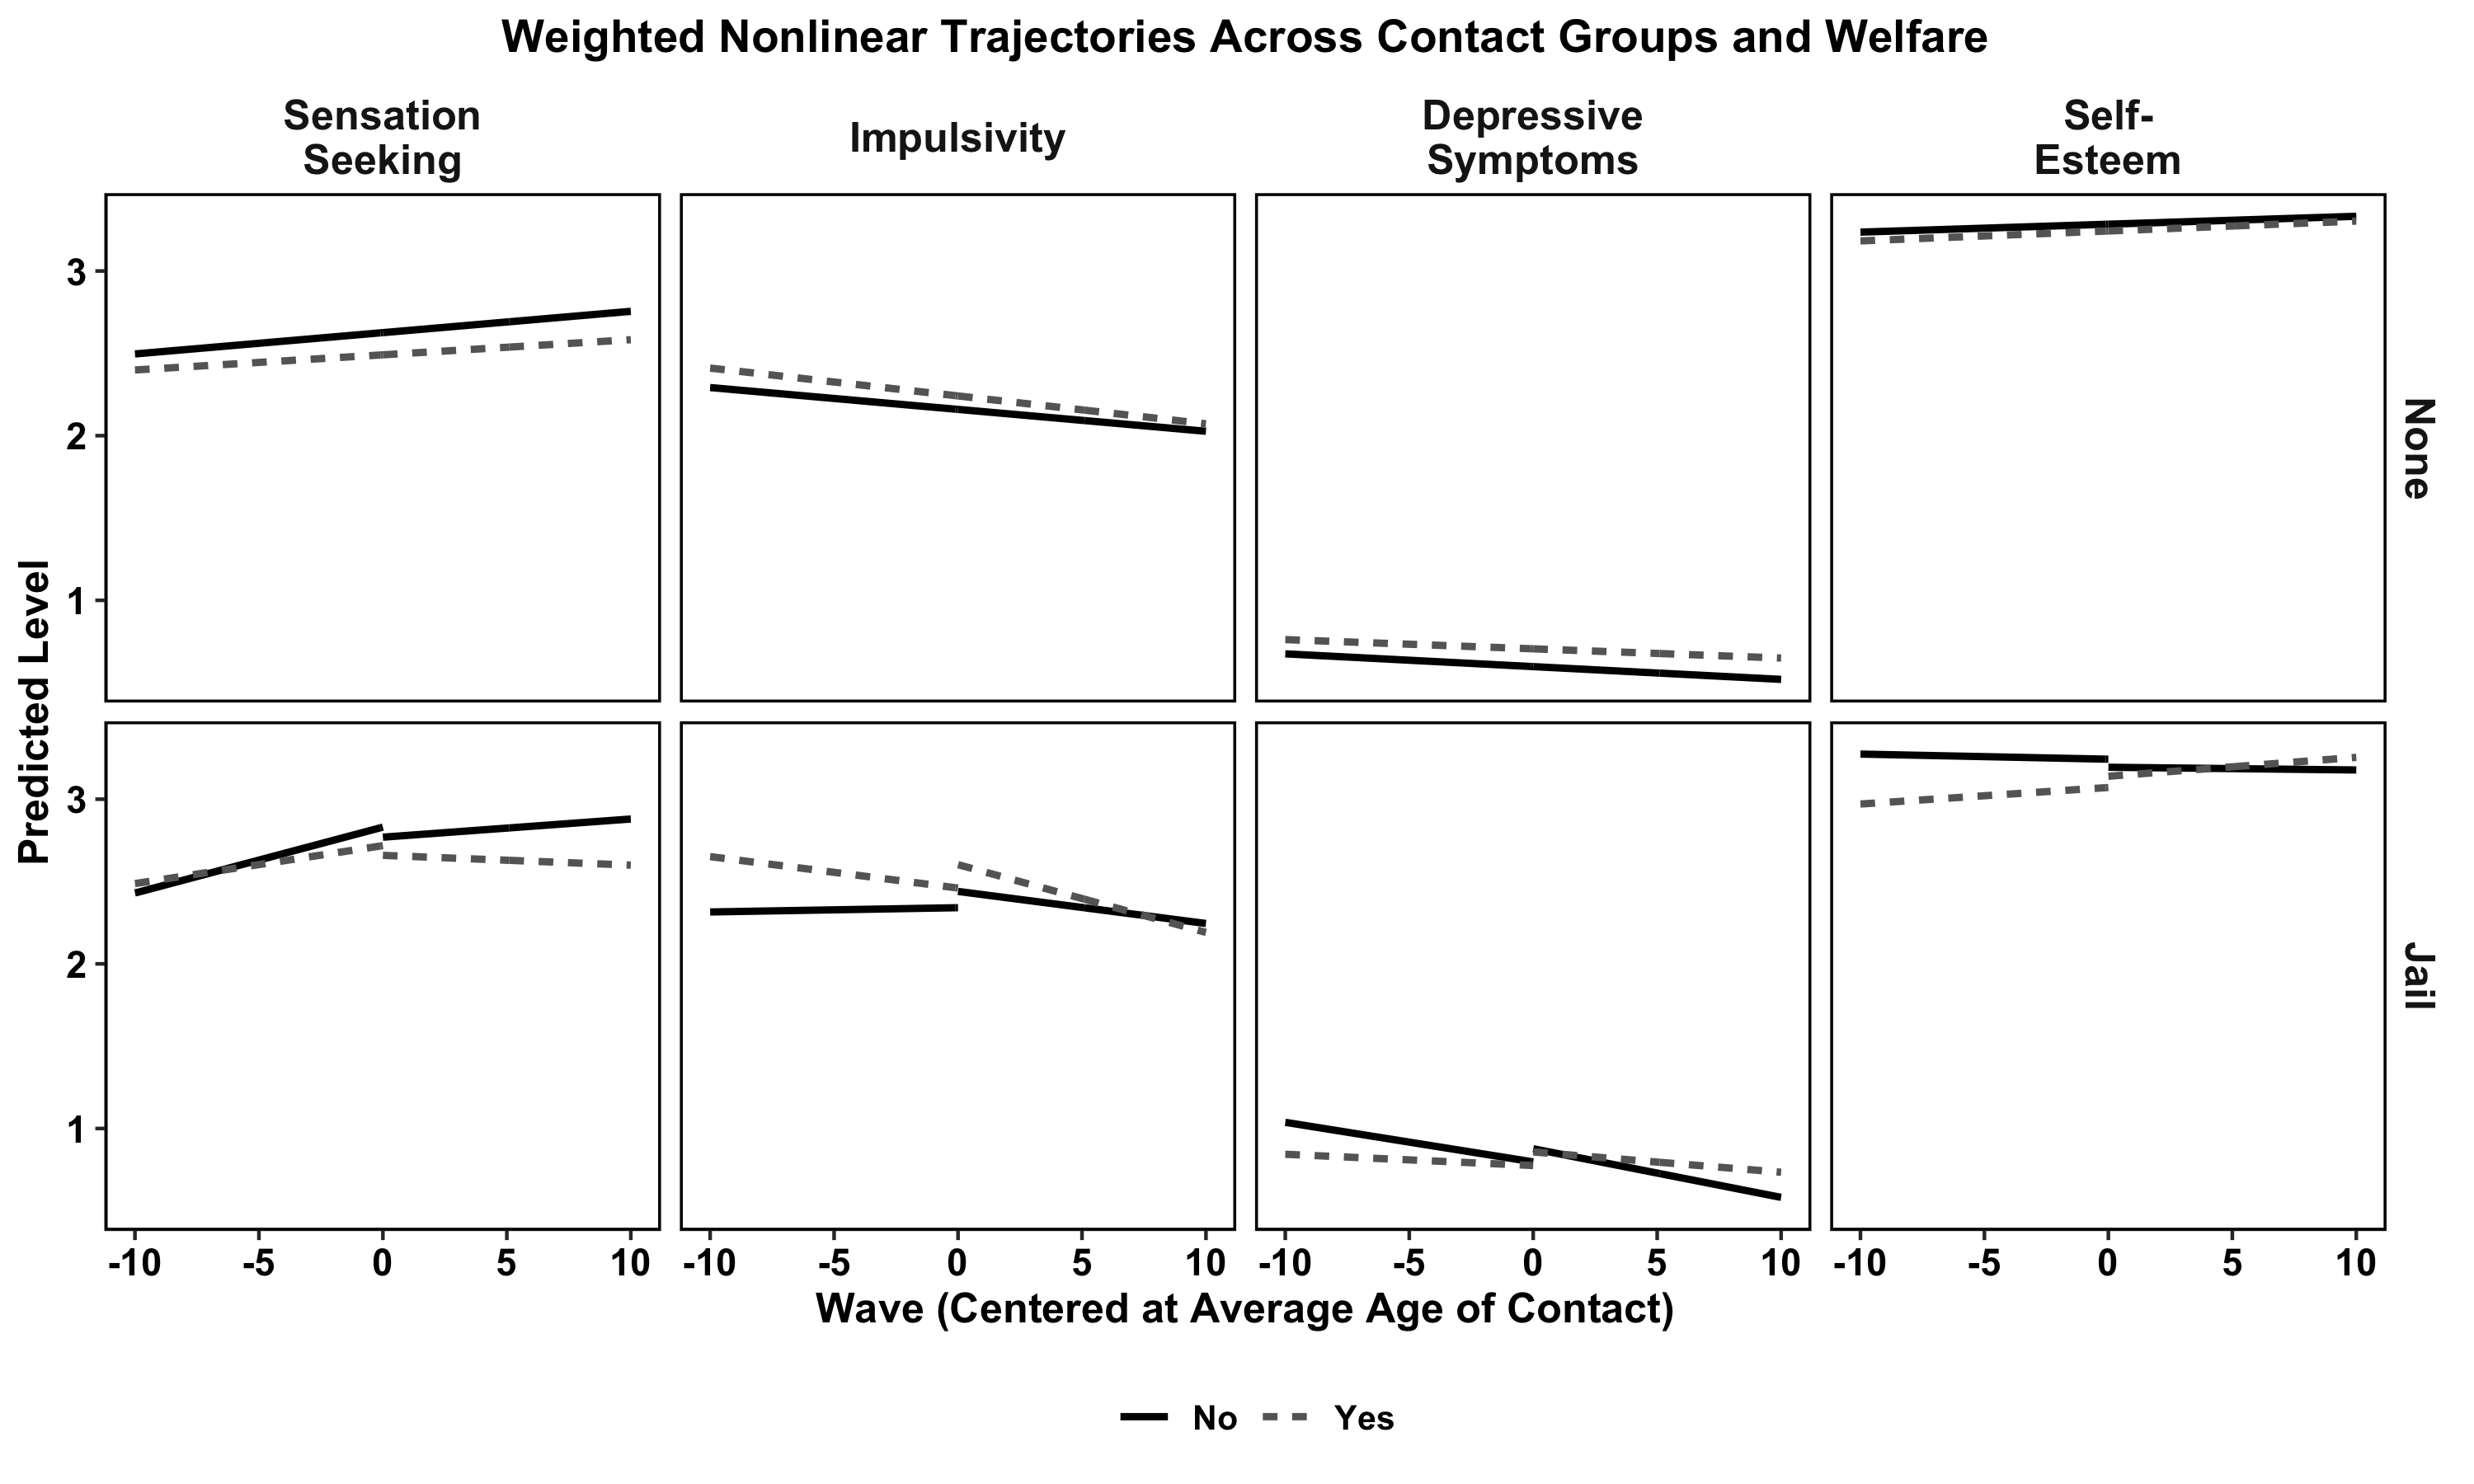 Weighted Nonlinear Trajectories Across Contact Groups and Welfare
Sensation
Seeking
Impulsivity
Depressive
Symptoms
Self-
Esteem
Predicted Level
3
2
1
None
3
2
1
Jail
-10 -5 0 5 10 -10 -5 0 5 10 -10 -5 0 5 10 -10 -5 0 5 10
Wave (Centered at Average Age of Contact)
No Yes